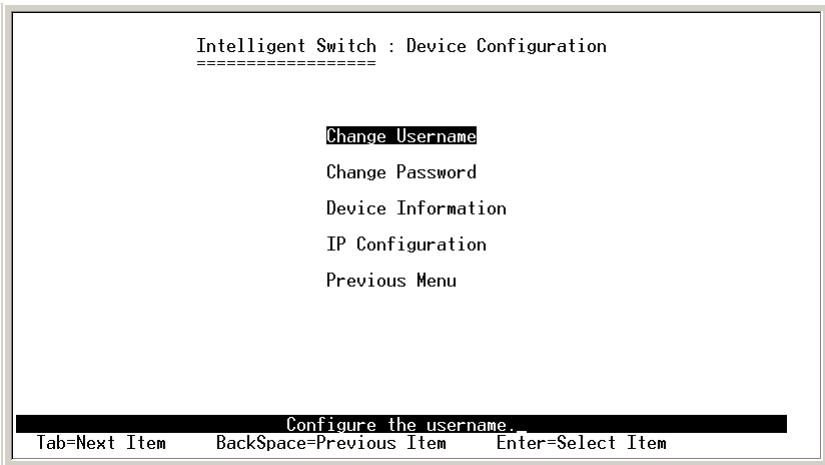 Intelligent Switch : Device Configuration
==================
Change Username
Change Password
Device Information
IP Configuration
Previous Menu
Configure the username._
Tab=Next Item     BackSpace=Previous Item     Enter=Select Item